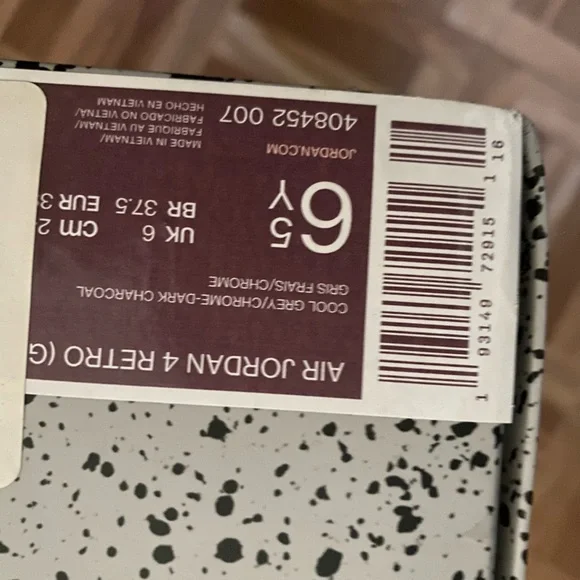 AIR JORDAN 4 RETRO (G
COOL GREY/CHROME-DARK CHARCOAL
GRIS FRAIS/CHROME
6 5 Y
UK 6 cm 2
BR 37.5 EUR 3
JORDAN.COM
408452 007
MADE IN VIETNAM/
FABRIQUE AU VIETNAM/
FABRICADO NO VIETNA/
HECHO EN VIETNAM
1 93149 72915 1 16